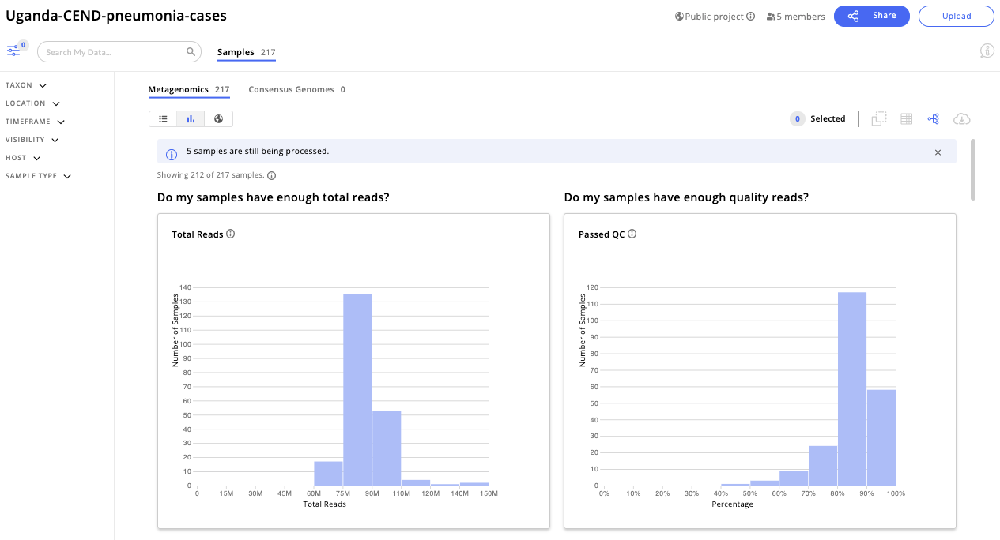 Uganda-CEND-pneumonia-cases
Public project
5 members
Share
Upload
0
Search My Data...
Samples 217
TAXON
LOCATION
TIMEFRAME
VISIBILITY
HOST
SAMPLE TYPE
Metagenomics 217
Consensus Genomes 0
0 Selected
5 samples are still being processed.
Showing 212 of 217 samples.
Do my samples have enough total reads?
Total Reads
Number of Samples
140
130
120
110
100
90
80
70
60
50
40
30
20
10
0
0 15M 30M 45M 60M 75M 90M 110M 120M 140M 150M
Total Reads
Do my samples have enough quality reads?
Passed QC
Number of Samples
120
110
100
90
80
70
60
50
40
30
20
10
0
0% 10% 20% 30% 40% 50% 60% 70% 80% 90% 100%
Percentage